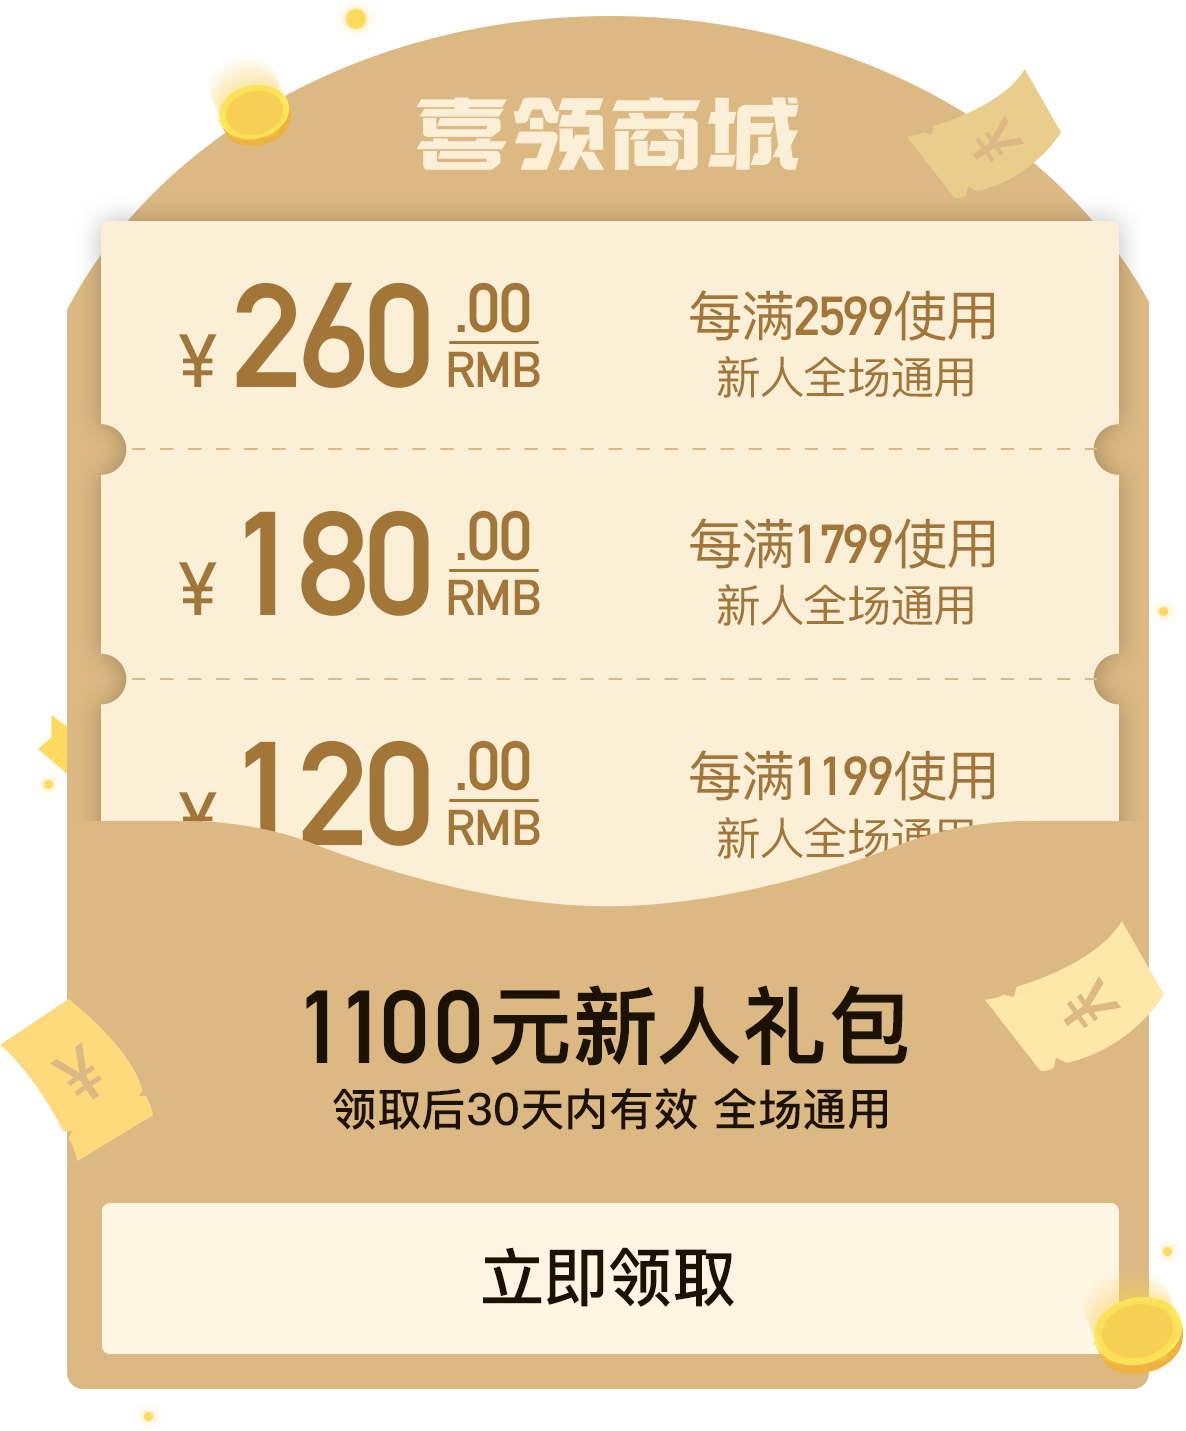 喜领商城
¥260.00
RMB
每满2599使用
新人全场通用
¥180.00
RMB
每满1799使用
新人全场通用
¥120.00
RMB
每满1199使用
新人全场通用
1100元新人礼包
领取后30天内有效 全场通用
立即领取
¥
¥
¥